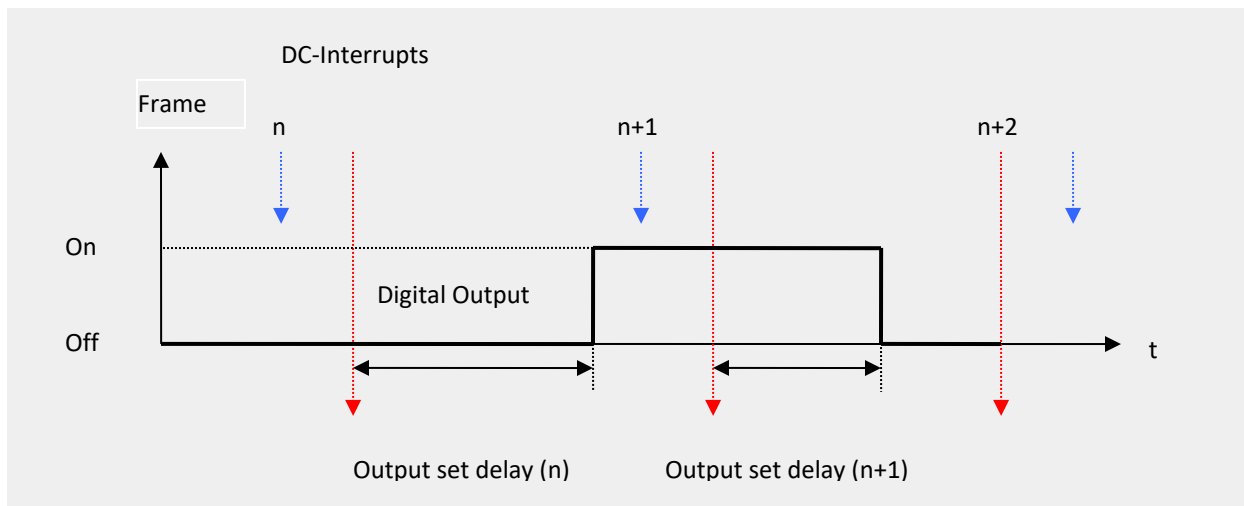 DC-Interrupts
Frame
n
n+1
n+2
On
Digital Output
Off
t
Output set delay (n)
Output set delay (n+1)